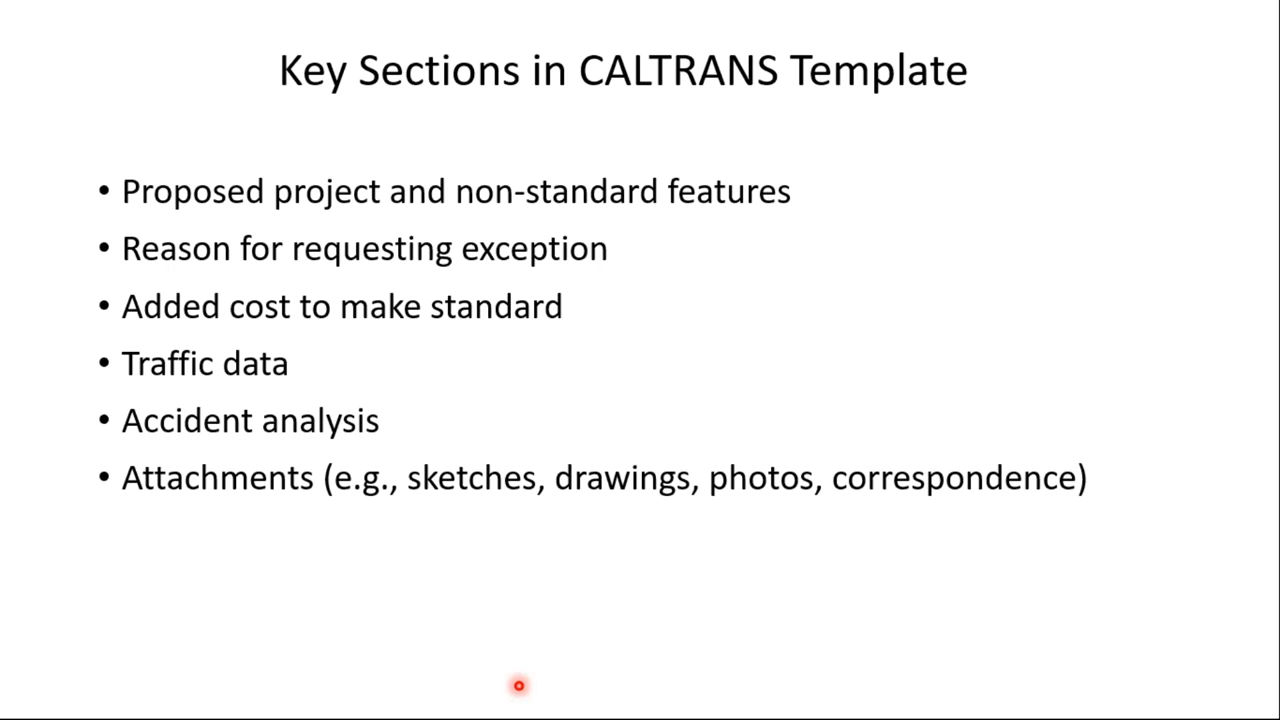 Key Sections in CALTRANS Template
• Proposed project and non-standard features
• Reason for requesting exception
• Added cost to make standard
• Traffic data
• Accident analysis
• Attachments (e.g., sketches, drawings, photos, correspondence)